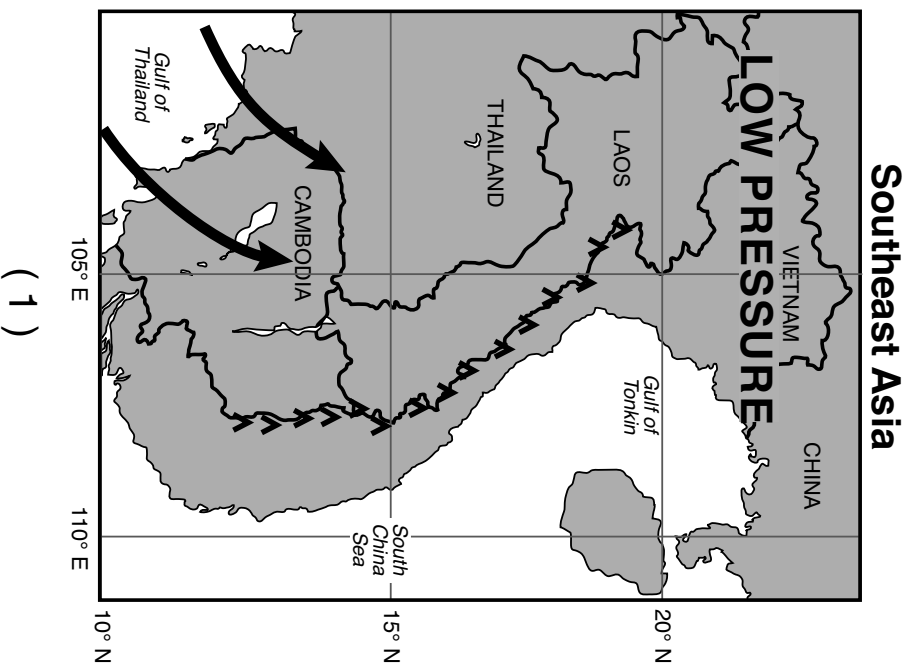 Southeast Asia
CHINA
VIETNAM
LOW PRESSURE
LAOS
THAILAND
CAMBODIA
Gulf of
Tonkin
Gulf of
Thailand
South
China
Sea
20° N
15° N
10° N
105° E
110° E
( 1 )